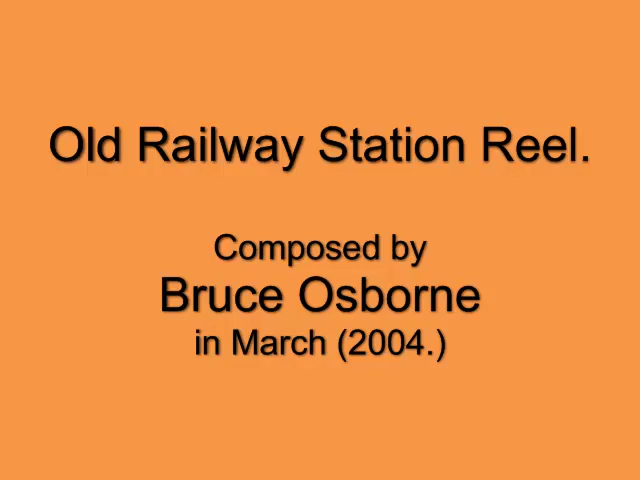 Old Railway Station Reel.
Composed by
Bruce Osborne
in March (2004.)